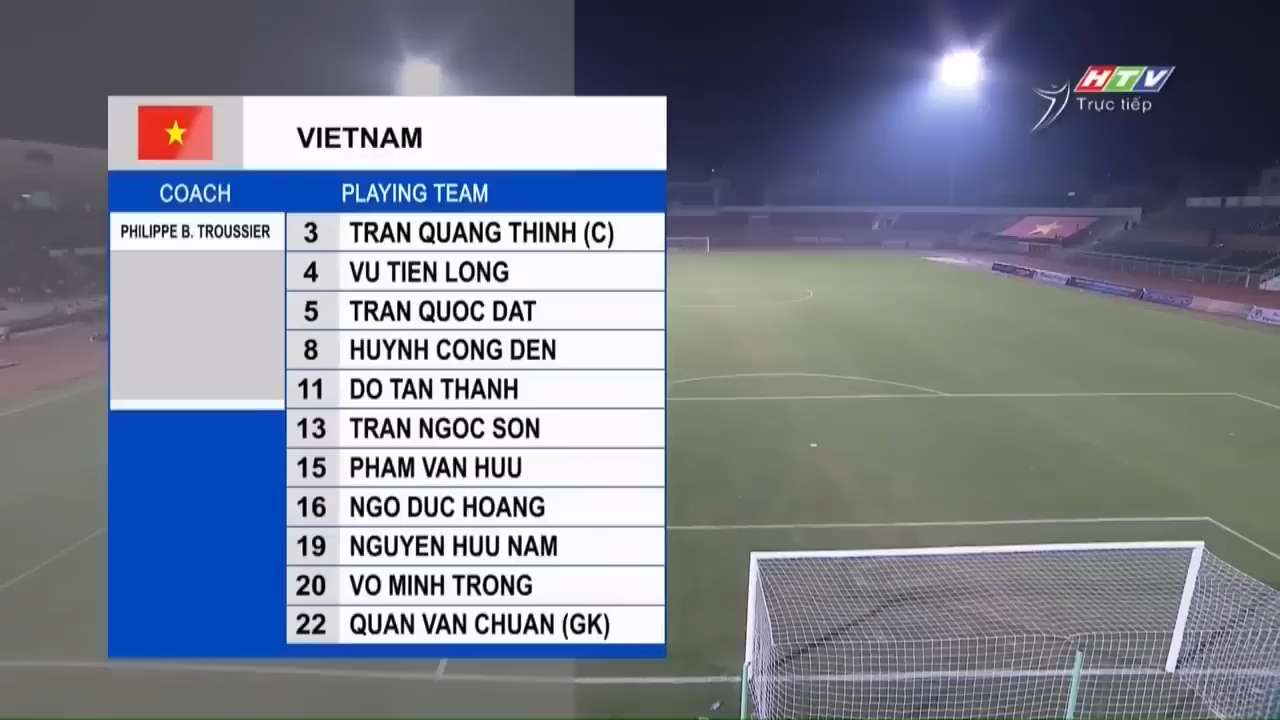 HTV
Trực tiếp
VIETNAM
COACH
PLAYING TEAM
PHILIPPE B. TROUSSIER
3 TRAN QUANG THINH (C)
4 VU TIEN LONG
5 TRAN QUOC DAT
8 HUYNH CONG DEN
11 DO TAN THANH
13 TRAN NGOC SON
15 PHAM VAN HUU
16 NGO DUC HOANG
19 NGUYEN HUU NAM
20 VO MINH TRONG
22 QUAN VAN CHUAN (GK)